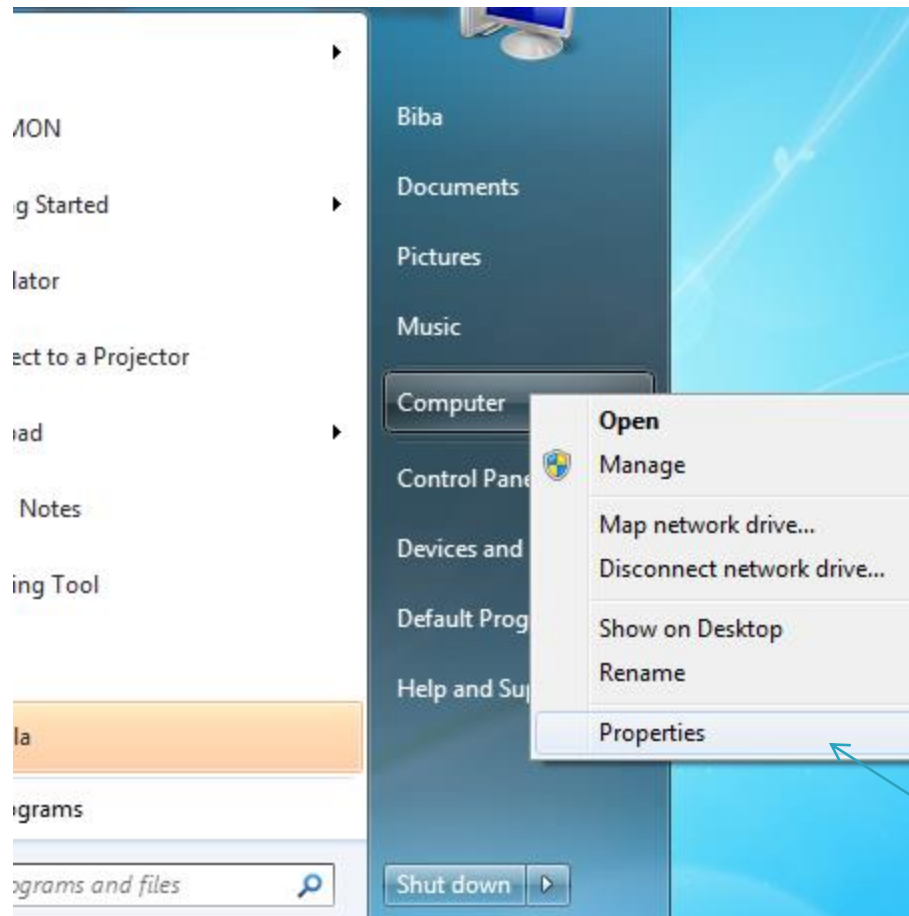 MON
g Started
lator
ect to a Projector
ad
Notes
ing Tool
la
grams
ograms and files
Biba
Documents
Pictures
Music
Computer
Control Pane
Devices and
Default Prog
Help and Su
Shut down
Open
Manage
Map network drive...
Disconnect network drive...
Show on Desktop
Rename
Properties